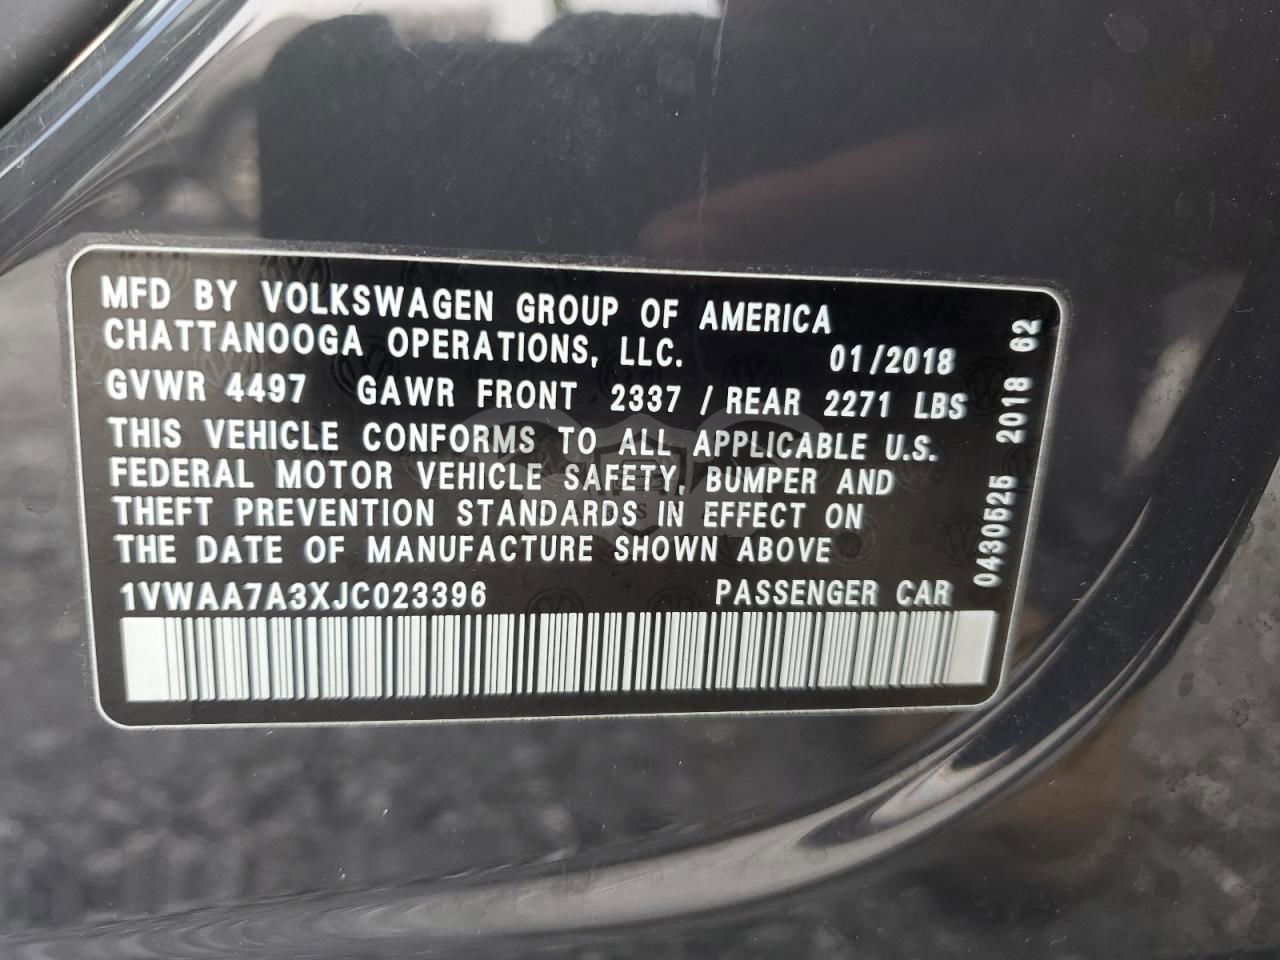 MFD BY VOLKSWAGEN GROUP OF AMERICA
CHATTANOOGA OPERATIONS, LLC. 01/2018
GVWR 4497 GAWR FRONT 2337 / REAR 2271 LBS
THIS VEHICLE CONFORMS TO ALL APPLICABLE U.S.
FEDERAL MOTOR VEHICLE SAFETY, BUMPER AND
THEFT PREVENTION STANDARDS IN EFFECT ON
THE DATE OF MANUFACTURE SHOWN ABOVE
1VWAA7A3XJC023396 PASSENGER CAR
0430525 2018 62